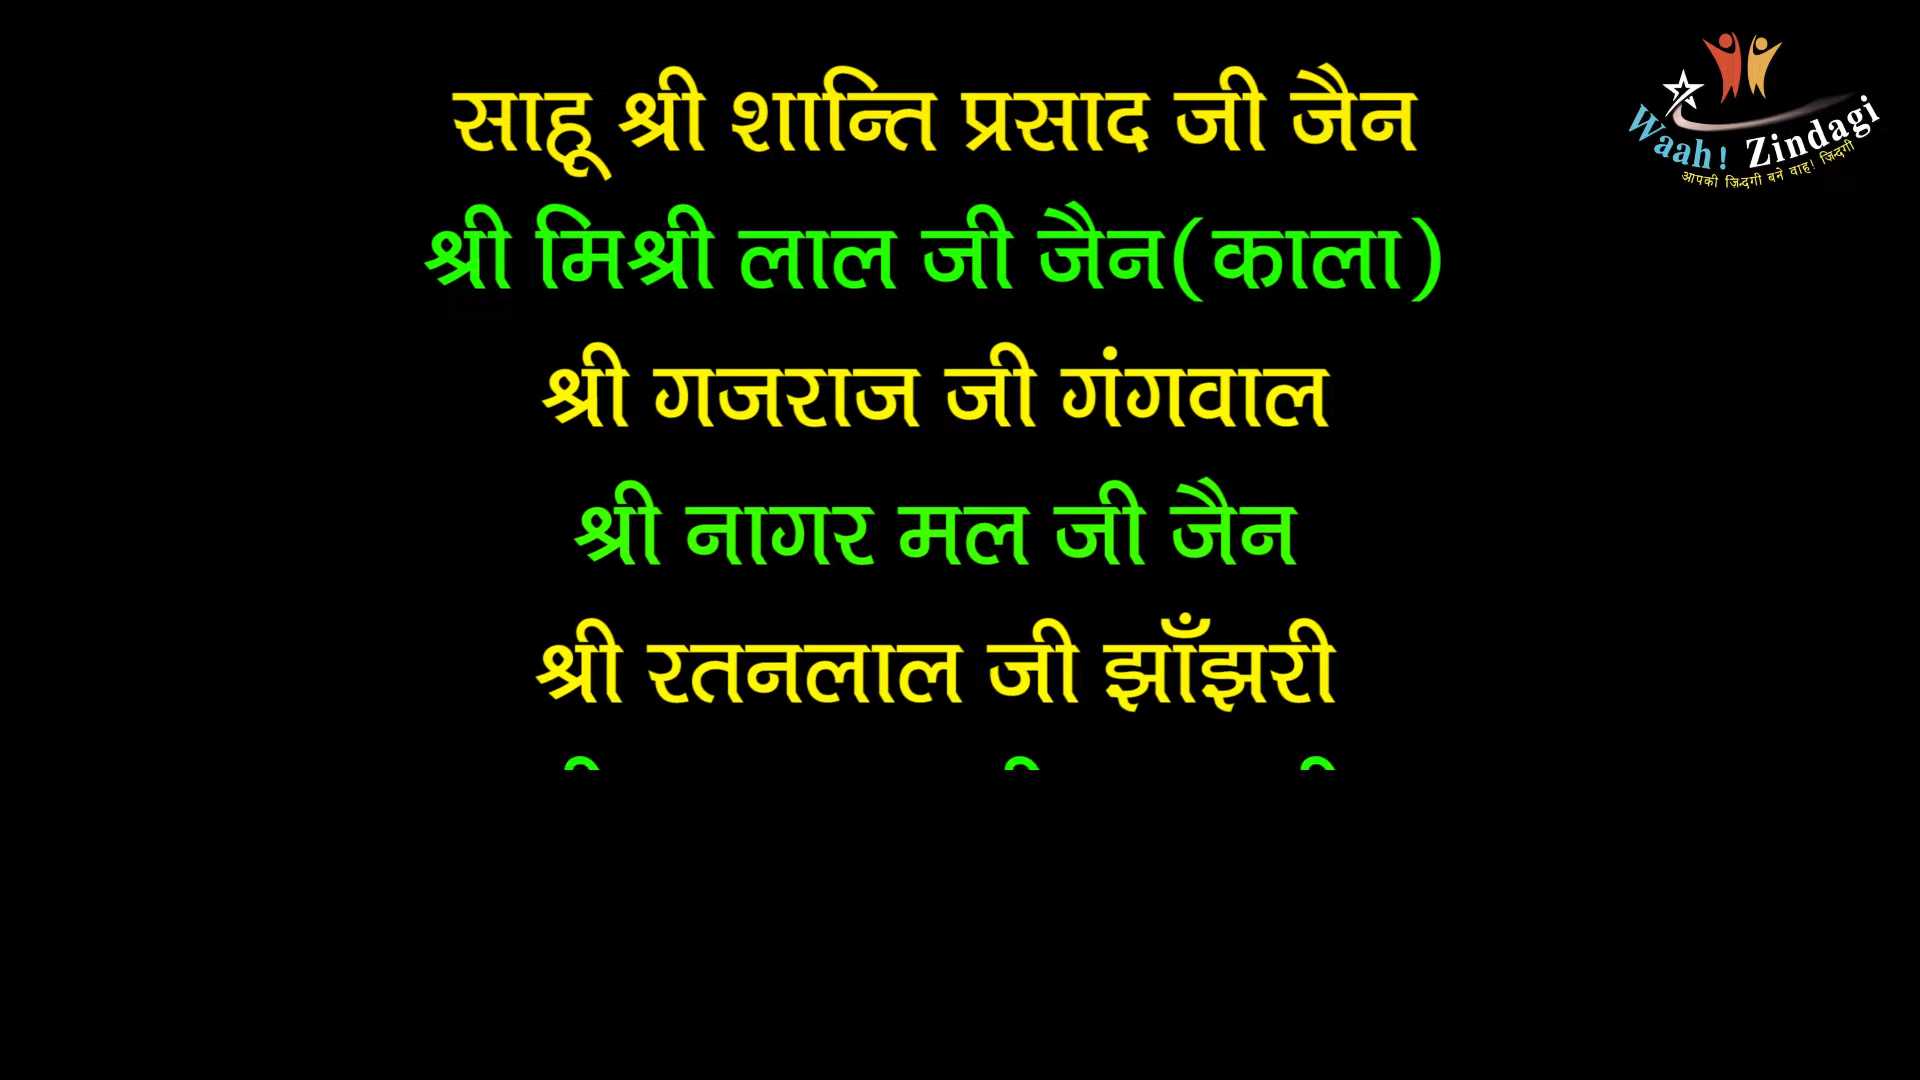 साहू श्री शान्ति प्रसाद जी जैन
श्री मिश्री लाल जी जैन(काला)
श्री गजराज जी गंगवाल
श्री नागर मल जी जैन
श्री रतनलाल जी झाँझरी
Waah! Zindagi
आपकी ज़िन्दगी बने वाह! ज़िन्दगी